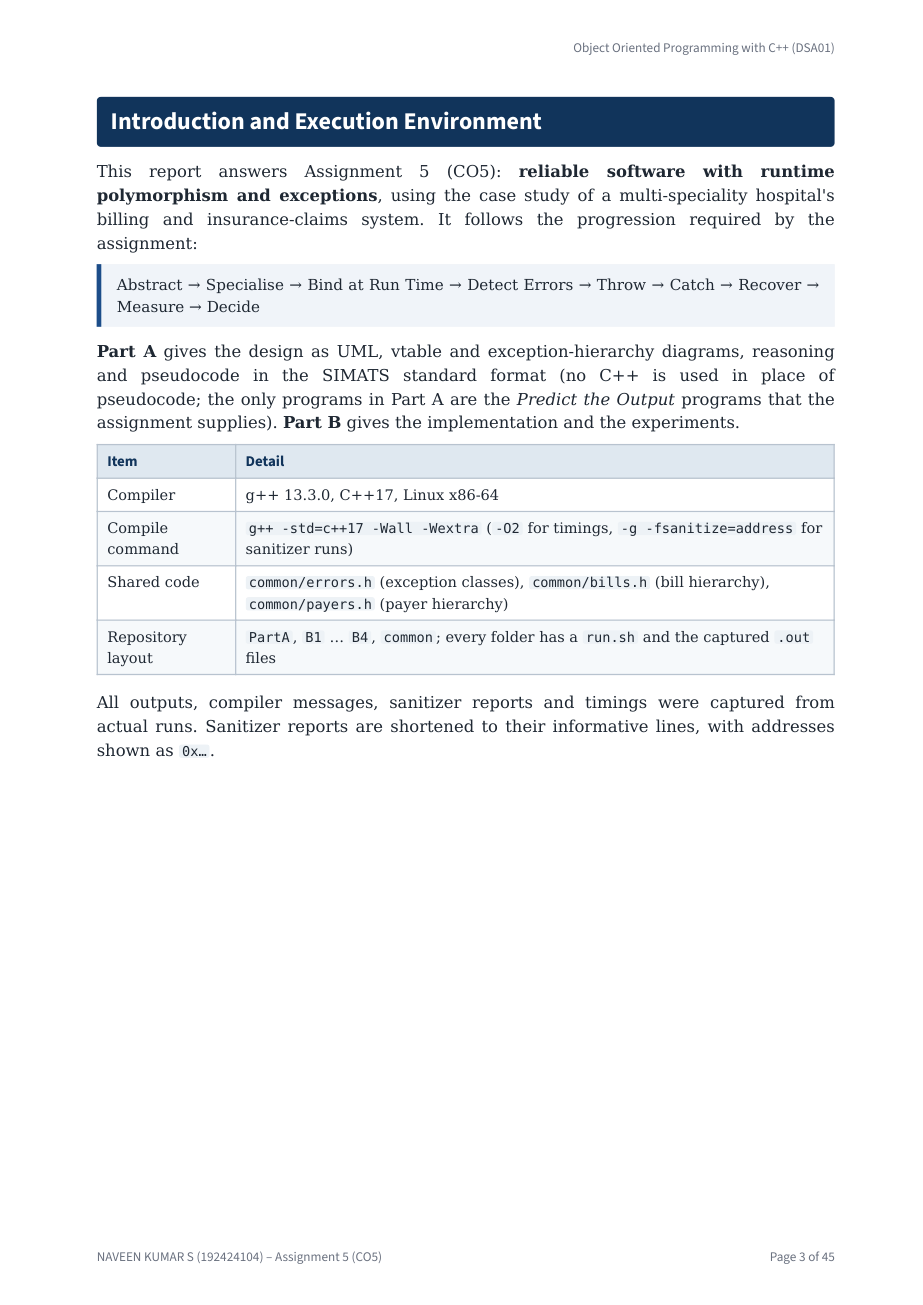 Object Oriented Programming with C++ (DSA01)
Introduction and Execution Environment
This report answers Assignment 5 (CO5): reliable software with runtime
polymorphism and exceptions, using the case study of a multi-speciality hospital's
billing and insurance-claims system. It follows the progression required by the
assignment:
Abstract → Specialise → Bind at Run Time → Detect Errors → Throw → Catch → Recover →
Measure → Decide
Part A gives the design as UML, vtable and exception-hierarchy diagrams, reasoning
and pseudocode in the SIMATS standard format (no C++ is used in place of
pseudocode; the only programs in Part A are the Predict the Output programs that the
assignment supplies). Part B gives the implementation and the experiments.
Item Detail
Compiler g++ 13.3.0, C++17, Linux x86-64
Compile g++ -std=c++17 -Wall -Wextra ( -O2 for timings, -g -fsanitize=address for
command sanitizer runs)
Shared code common/errors.h (exception classes), common/bills.h (bill hierarchy),
common/payers.h (payer hierarchy)
Repository PartA, B1 … B4, common; every folder has a run.sh and the captured .out
layout files
All outputs, compiler messages, sanitizer reports and timings were captured from
actual runs. Sanitizer reports are shortened to their informative lines, with addresses
shown as 0x….
NAVEEN KUMAR S (192424104) – Assignment 5 (CO5) Page 3 of 45